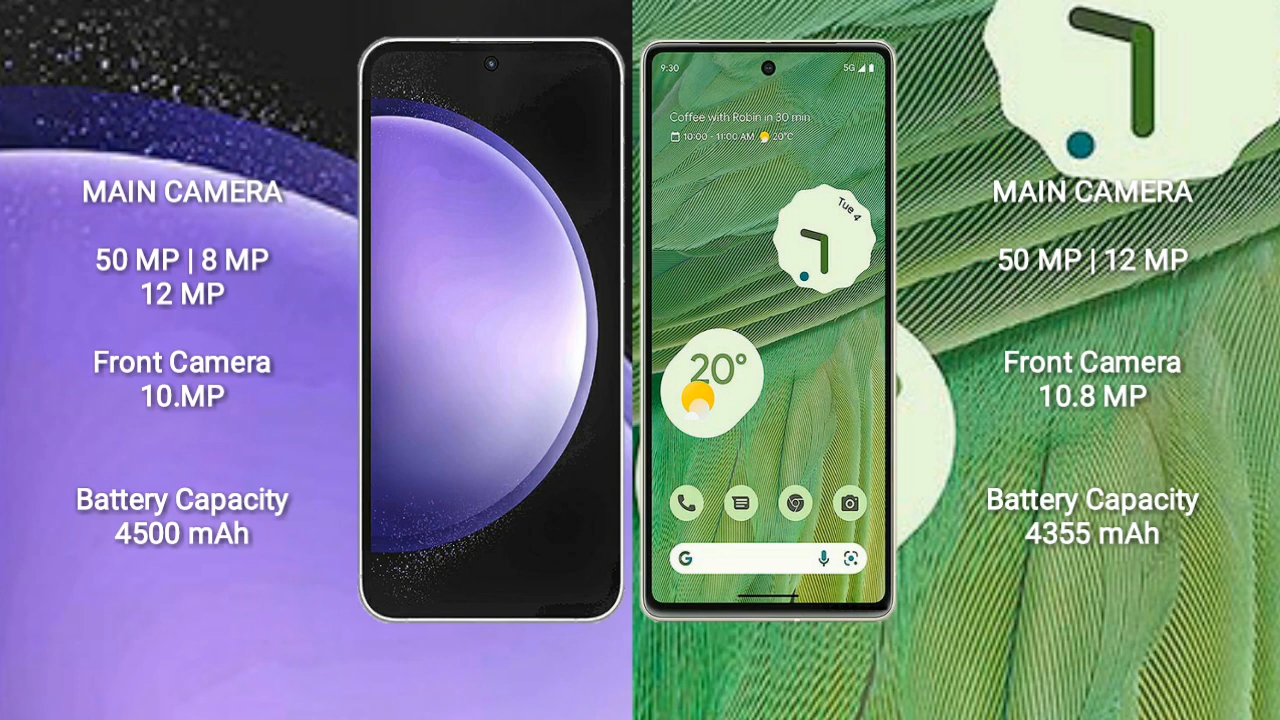 MAIN CAMERA
50 MP | 8 MP
12 MP
Front Camera
10.MP
Battery Capacity
4500 mAh
9:30
5G
Coffee with Robin in 30 min
10:00 - 11:00 AM
20°C
Tue 4
20°
G
MAIN CAMERA
50 MP | 12 MP
Front Camera
10.8 MP
Battery Capacity
4355 mAh